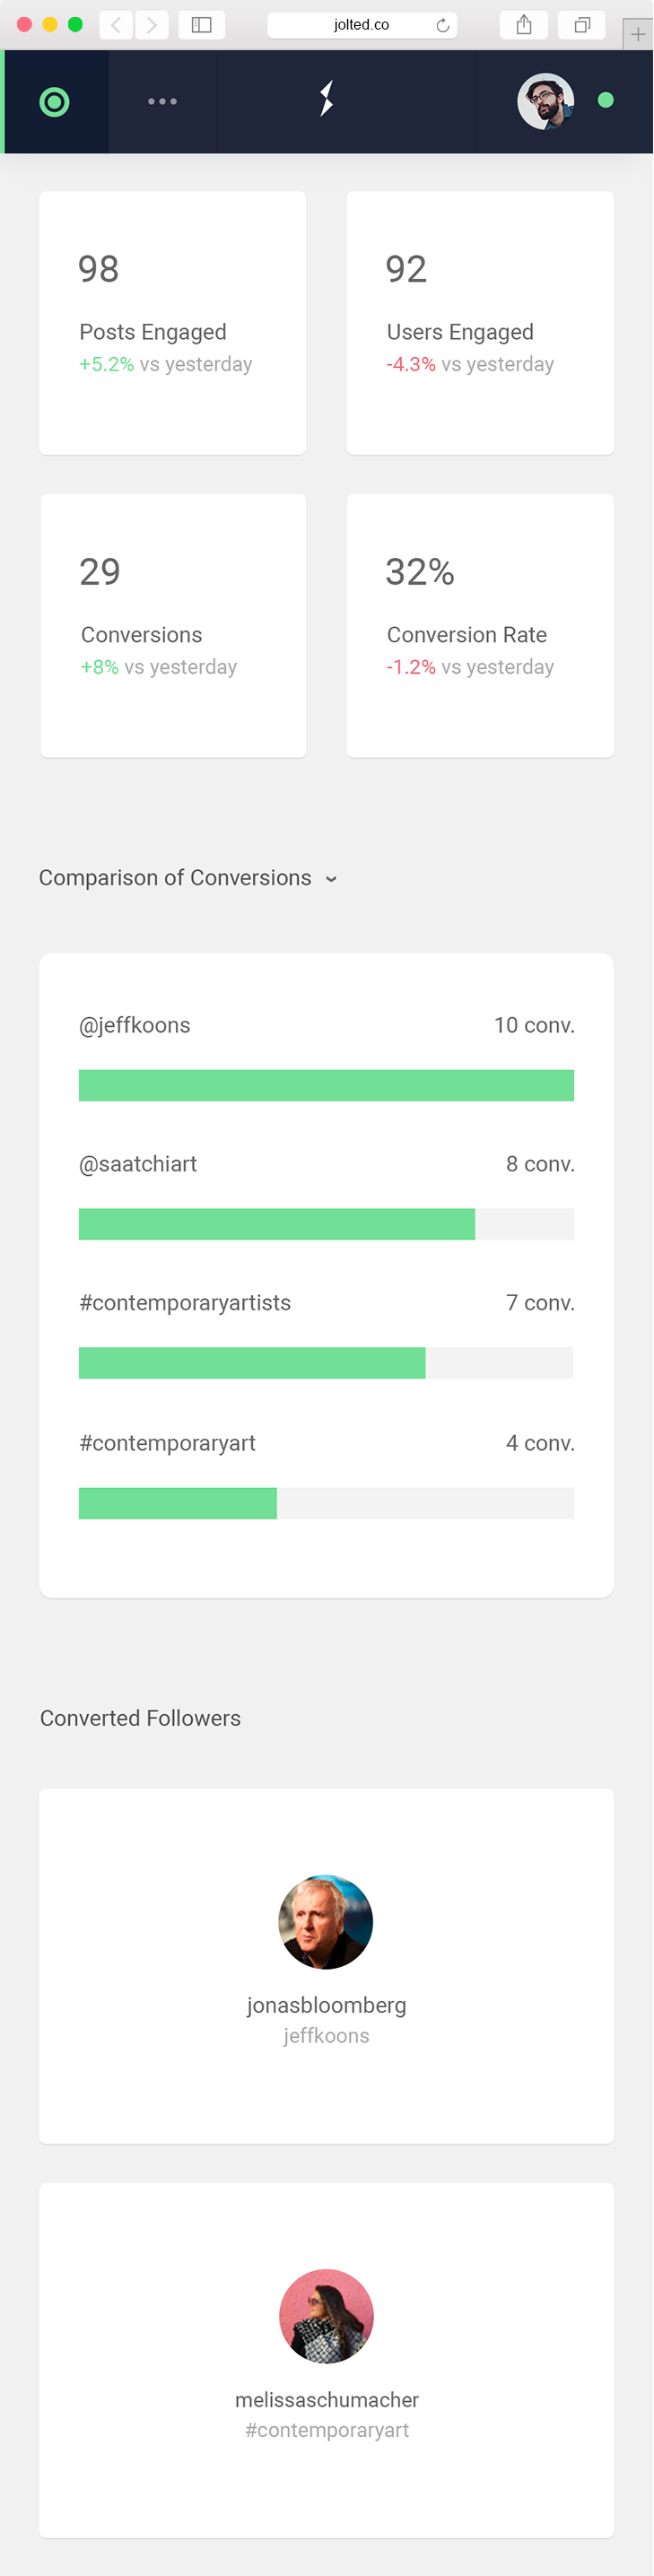 jolted.co
98
Posts Engaged
+5.2% vs yesterday
92
Users Engaged
-4.3% vs yesterday
29
Conversions
+8% vs yesterday
32%
Conversion Rate
-1.2% vs yesterday
Comparison of Conversions
@jeffkoons 10 conv.
@saatchiart 8 conv.
#contemporaryartists 7 conv.
#contemporaryart 4 conv.
Converted Followers
jonasbloomberg
jeffkoons
melissaschumacher
#contemporaryart